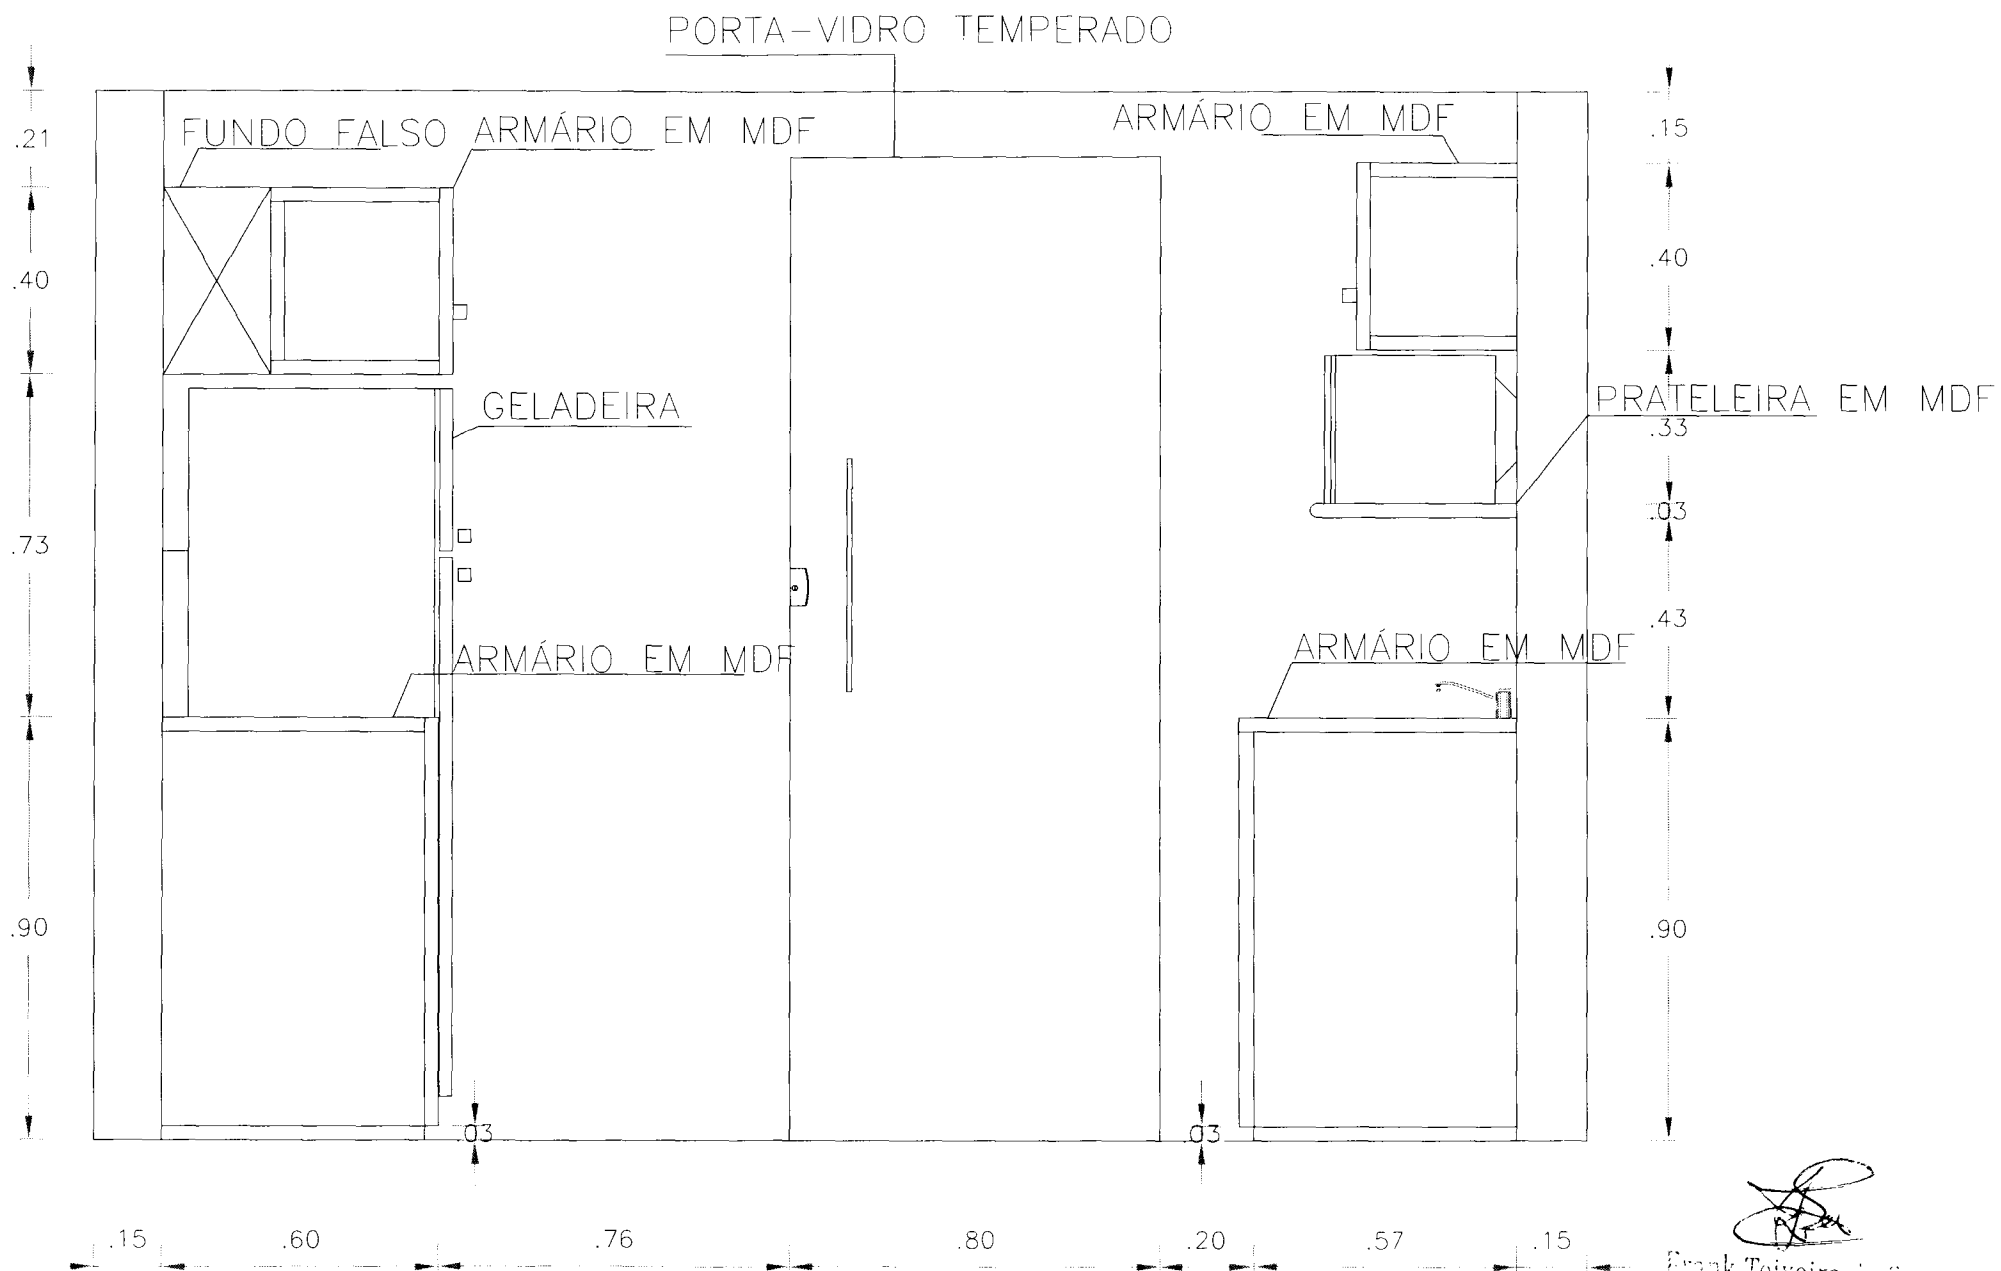 PORTA-VIDRO TEMPERADO
FUNDO FALSO
ARMÁRIO EM MDF
ARMÁRIO EM MDF
.21
.15
.40
.40
GELADEIRA
PRATELEIRA EM MDF
.33
.03
.73
.43
ARMÁRIO EM MDF
ARMÁRIO EM MDF
.90
.90
.03
.03
.15
.60
.76
.80
.20
.57
.15
Frank